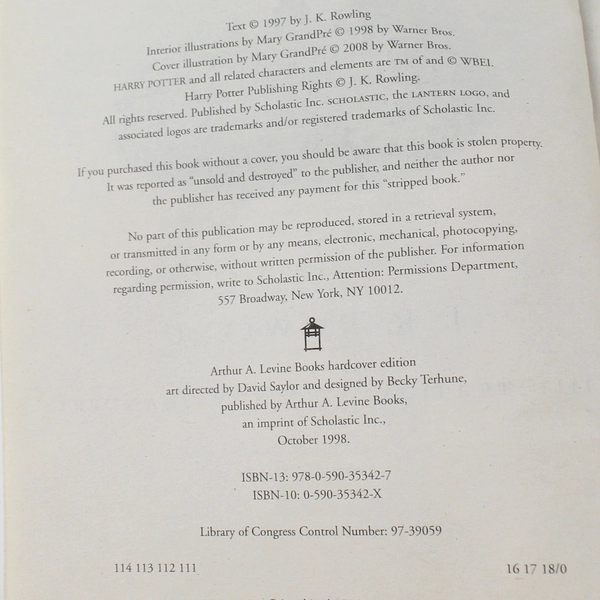 Text © 1997 by J. K. Rowling
Interior illustrations by Mary GrandPré © 1998 by Warner Bros.
Cover illustration by Mary GrandPré © 2008 by Warner Bros.
HARRY POTTER and all related characters and elements are TM of and © WBEI.
Harry Potter Publishing Rights © J. K. Rowling.
All rights reserved. Published by Scholastic Inc. SCHOLASTIC, the LANTERN LOGO, and
associated logos are trademarks and/or registered trademarks of Scholastic Inc.
If you purchased this book without a cover, you should be aware that this book is stolen property.
It was reported as “unsold and destroyed” to the publisher, and neither the author nor
the publisher has received any payment for this “stripped book.”
No part of this publication may be reproduced, stored in a retrieval system,
or transmitted in any form or by any means, electronic, mechanical, photocopying,
recording, or otherwise, without written permission of the publisher. For information
regarding permission, write to Scholastic Inc., Attention: Permissions Department,
557 Broadway, New York, NY 10012.
Arthur A. Levine Books hardcover edition
art directed by David Saylor and designed by Becky Terhune,
published by Arthur A. Levine Books,
an imprint of Scholastic Inc.,
October 1998.
ISBN-13: 978-0-590-35342-7
ISBN-10: 0-590-35342-X
Library of Congress Control Number: 97-39059
114 113 112 111 16 17 18/0